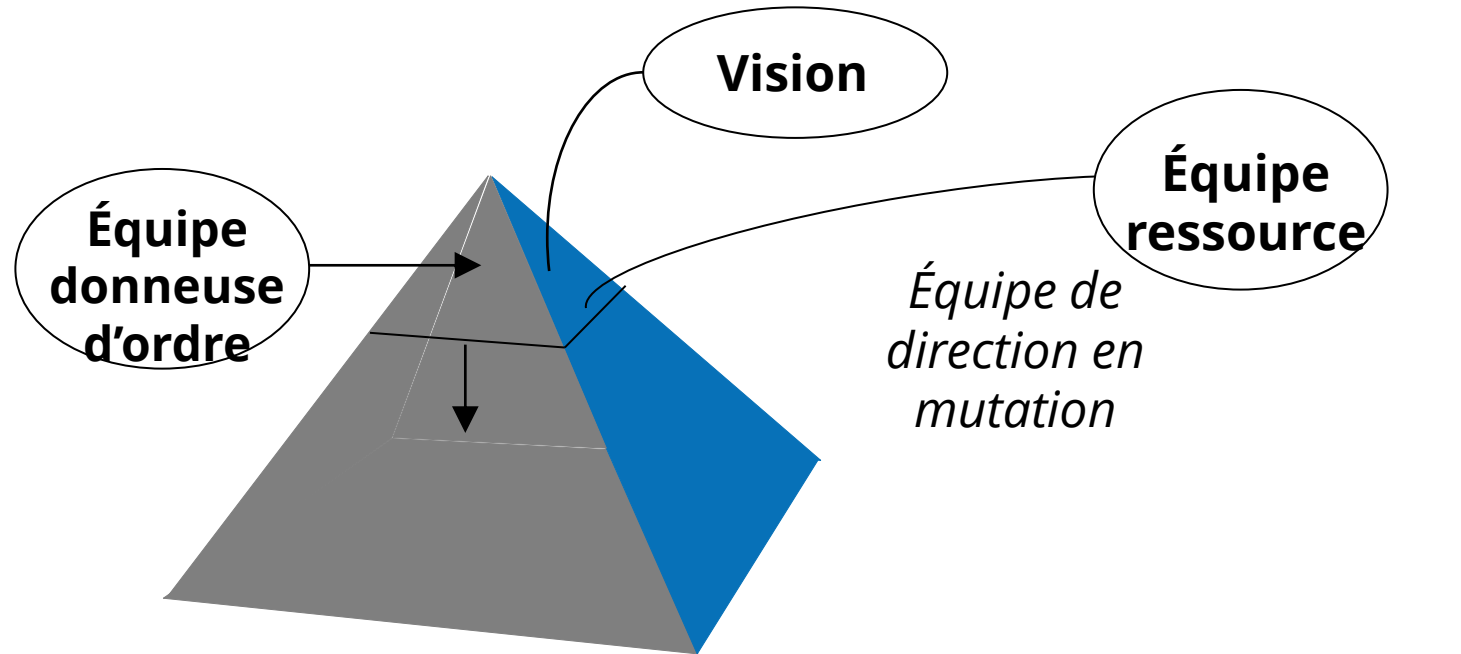 Vision
Équipe
ressource
Équipe
donneuse
d’ordre
Équipe de
direction en
mutation